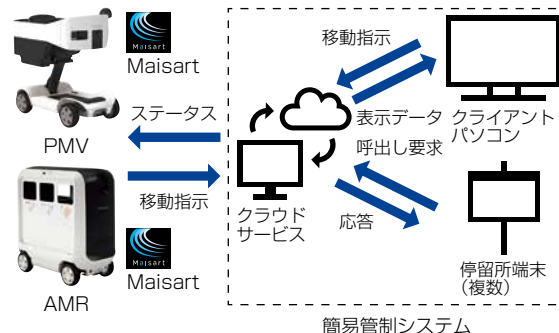 Maisart
Maisart
PMV
ステータス
移動指示
Maisart
Maisart
AMR
移動指示
表示データ
クライアント
パソコン
呼出し要求
クラウド
サービス
応答
停留所端末
(複数)
簡易管制システム